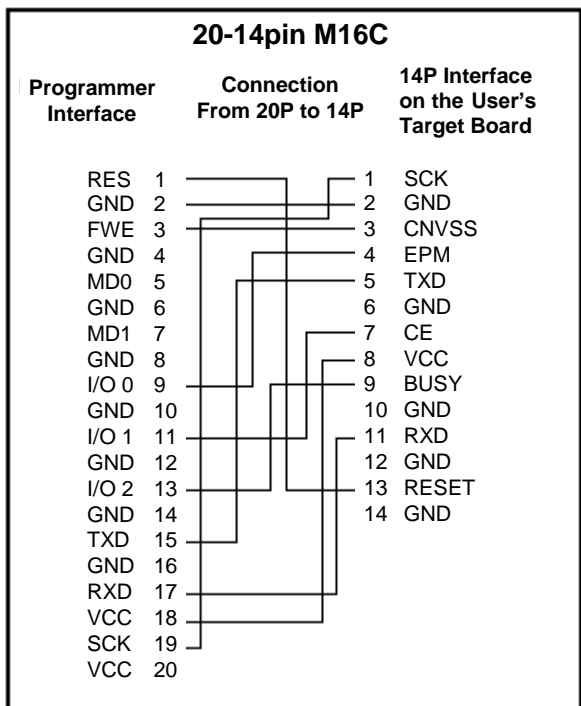 20-14pin M16C
Programmer Interface
Connection From 20P to 14P
14P Interface on the User's Target Board
RES 1
GND 2
FWE 3
GND 4
MD0 5
GND 6
MD1 7
GND 8
I/O 0 9
GND 10
I/O 1 11
GND 12
I/O 2 13
GND 14
TXD 15
GND 16
RXD 17
VCC 18
SCK 19
VCC 20
1 SCK
2 GND
3 CNVSS
4 EPM
5 TXD
6 GND
7 CE
8 VCC
9 BUSY
10 GND
11 RXD
12 GND
13 RESET
14 GND